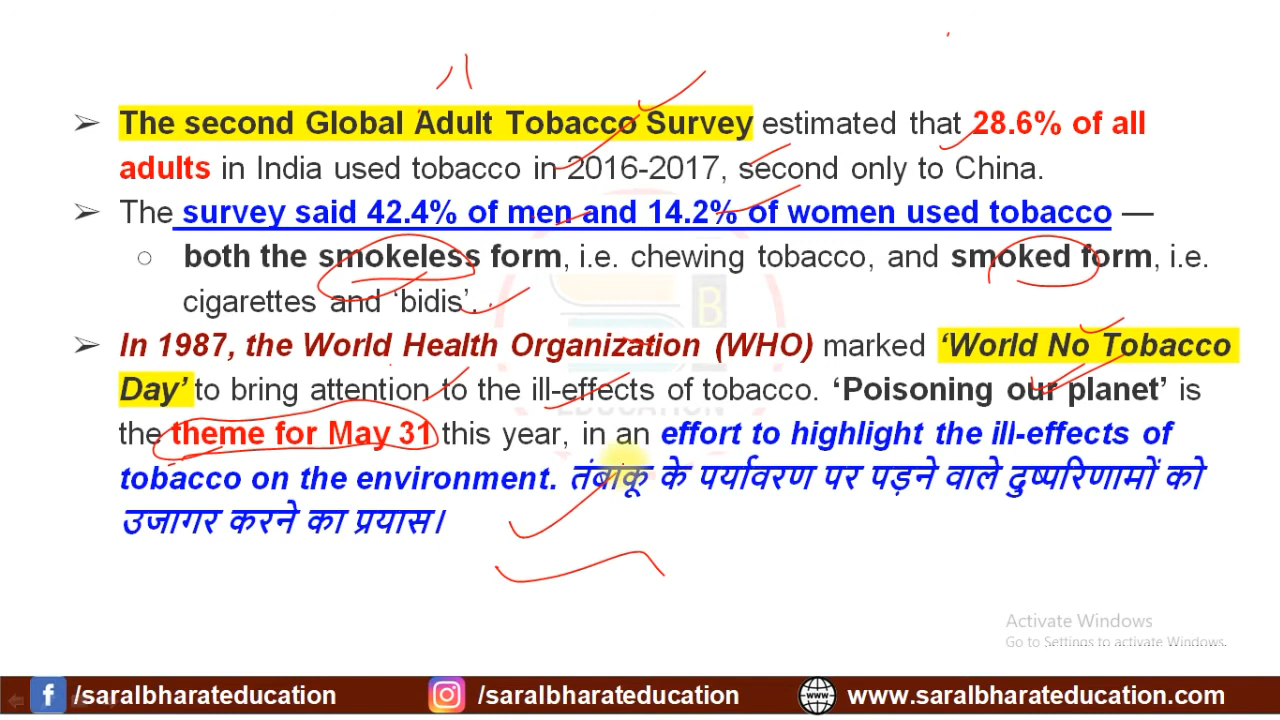 ➢ The second Global Adult Tobacco Survey estimated that 28.6% of all
adults in India used tobacco in 2016-2017, second only to China.
➢ The survey said 42.4% of men and 14.2% of women used tobacco —
○ both the smokeless form, i.e. chewing tobacco, and smoked form, i.e.
cigarettes and ‘bidis’.
➢ In 1987, the World Health Organization (WHO) marked ‘World No Tobacco
Day’ to bring attention to the ill-effects of tobacco. ‘Poisoning our planet’ is
the theme for May 31 this year, in an effort to highlight the ill-effects of
tobacco on the environment. तंबाकू के पर्यावरण पर पड़ने वाले दुष्परिणामों को
उजागर करने का प्रयास।
B
EDUCATION
Activate Windows
Go to Settings to activate Windows.
/saralbharateducation /saralbharateducation www.saralbharateducation.com